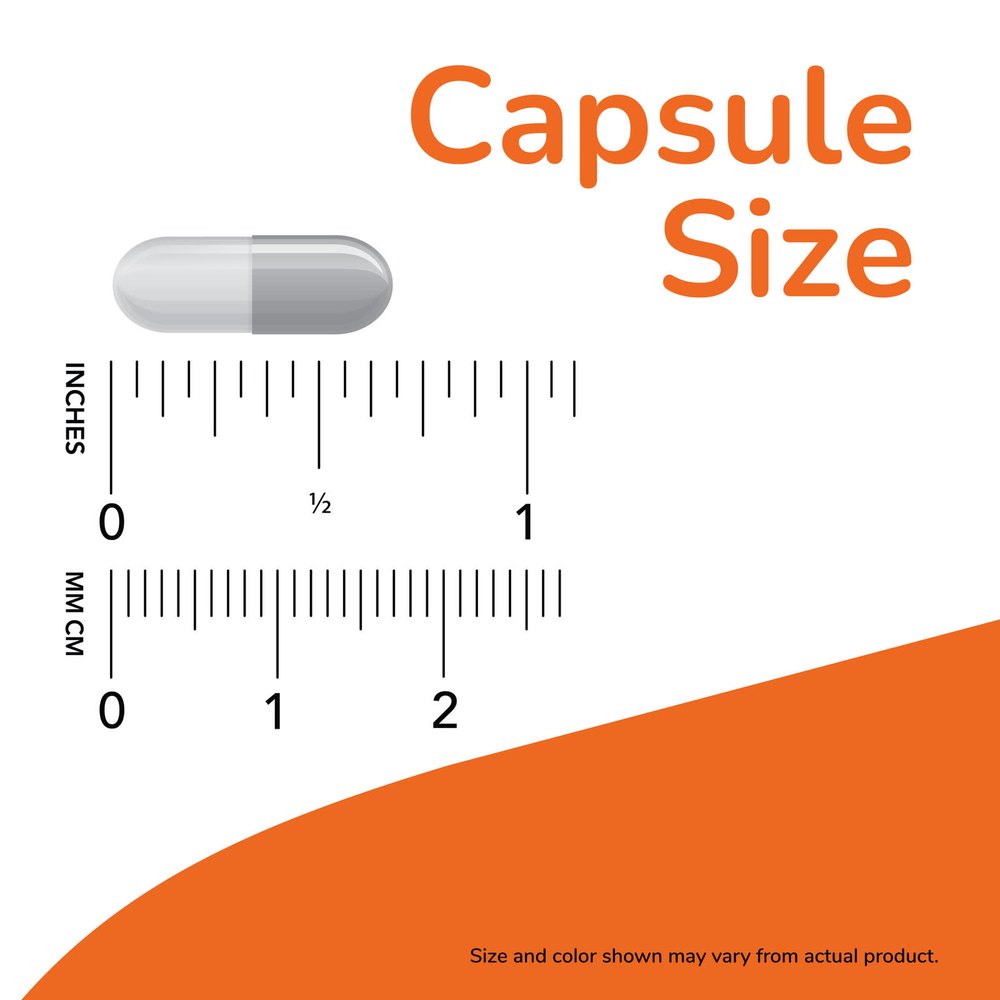 Capsule
Size
INCHES
½
0 1
MM CM
0 1 2
Size and color shown may vary from actual product.